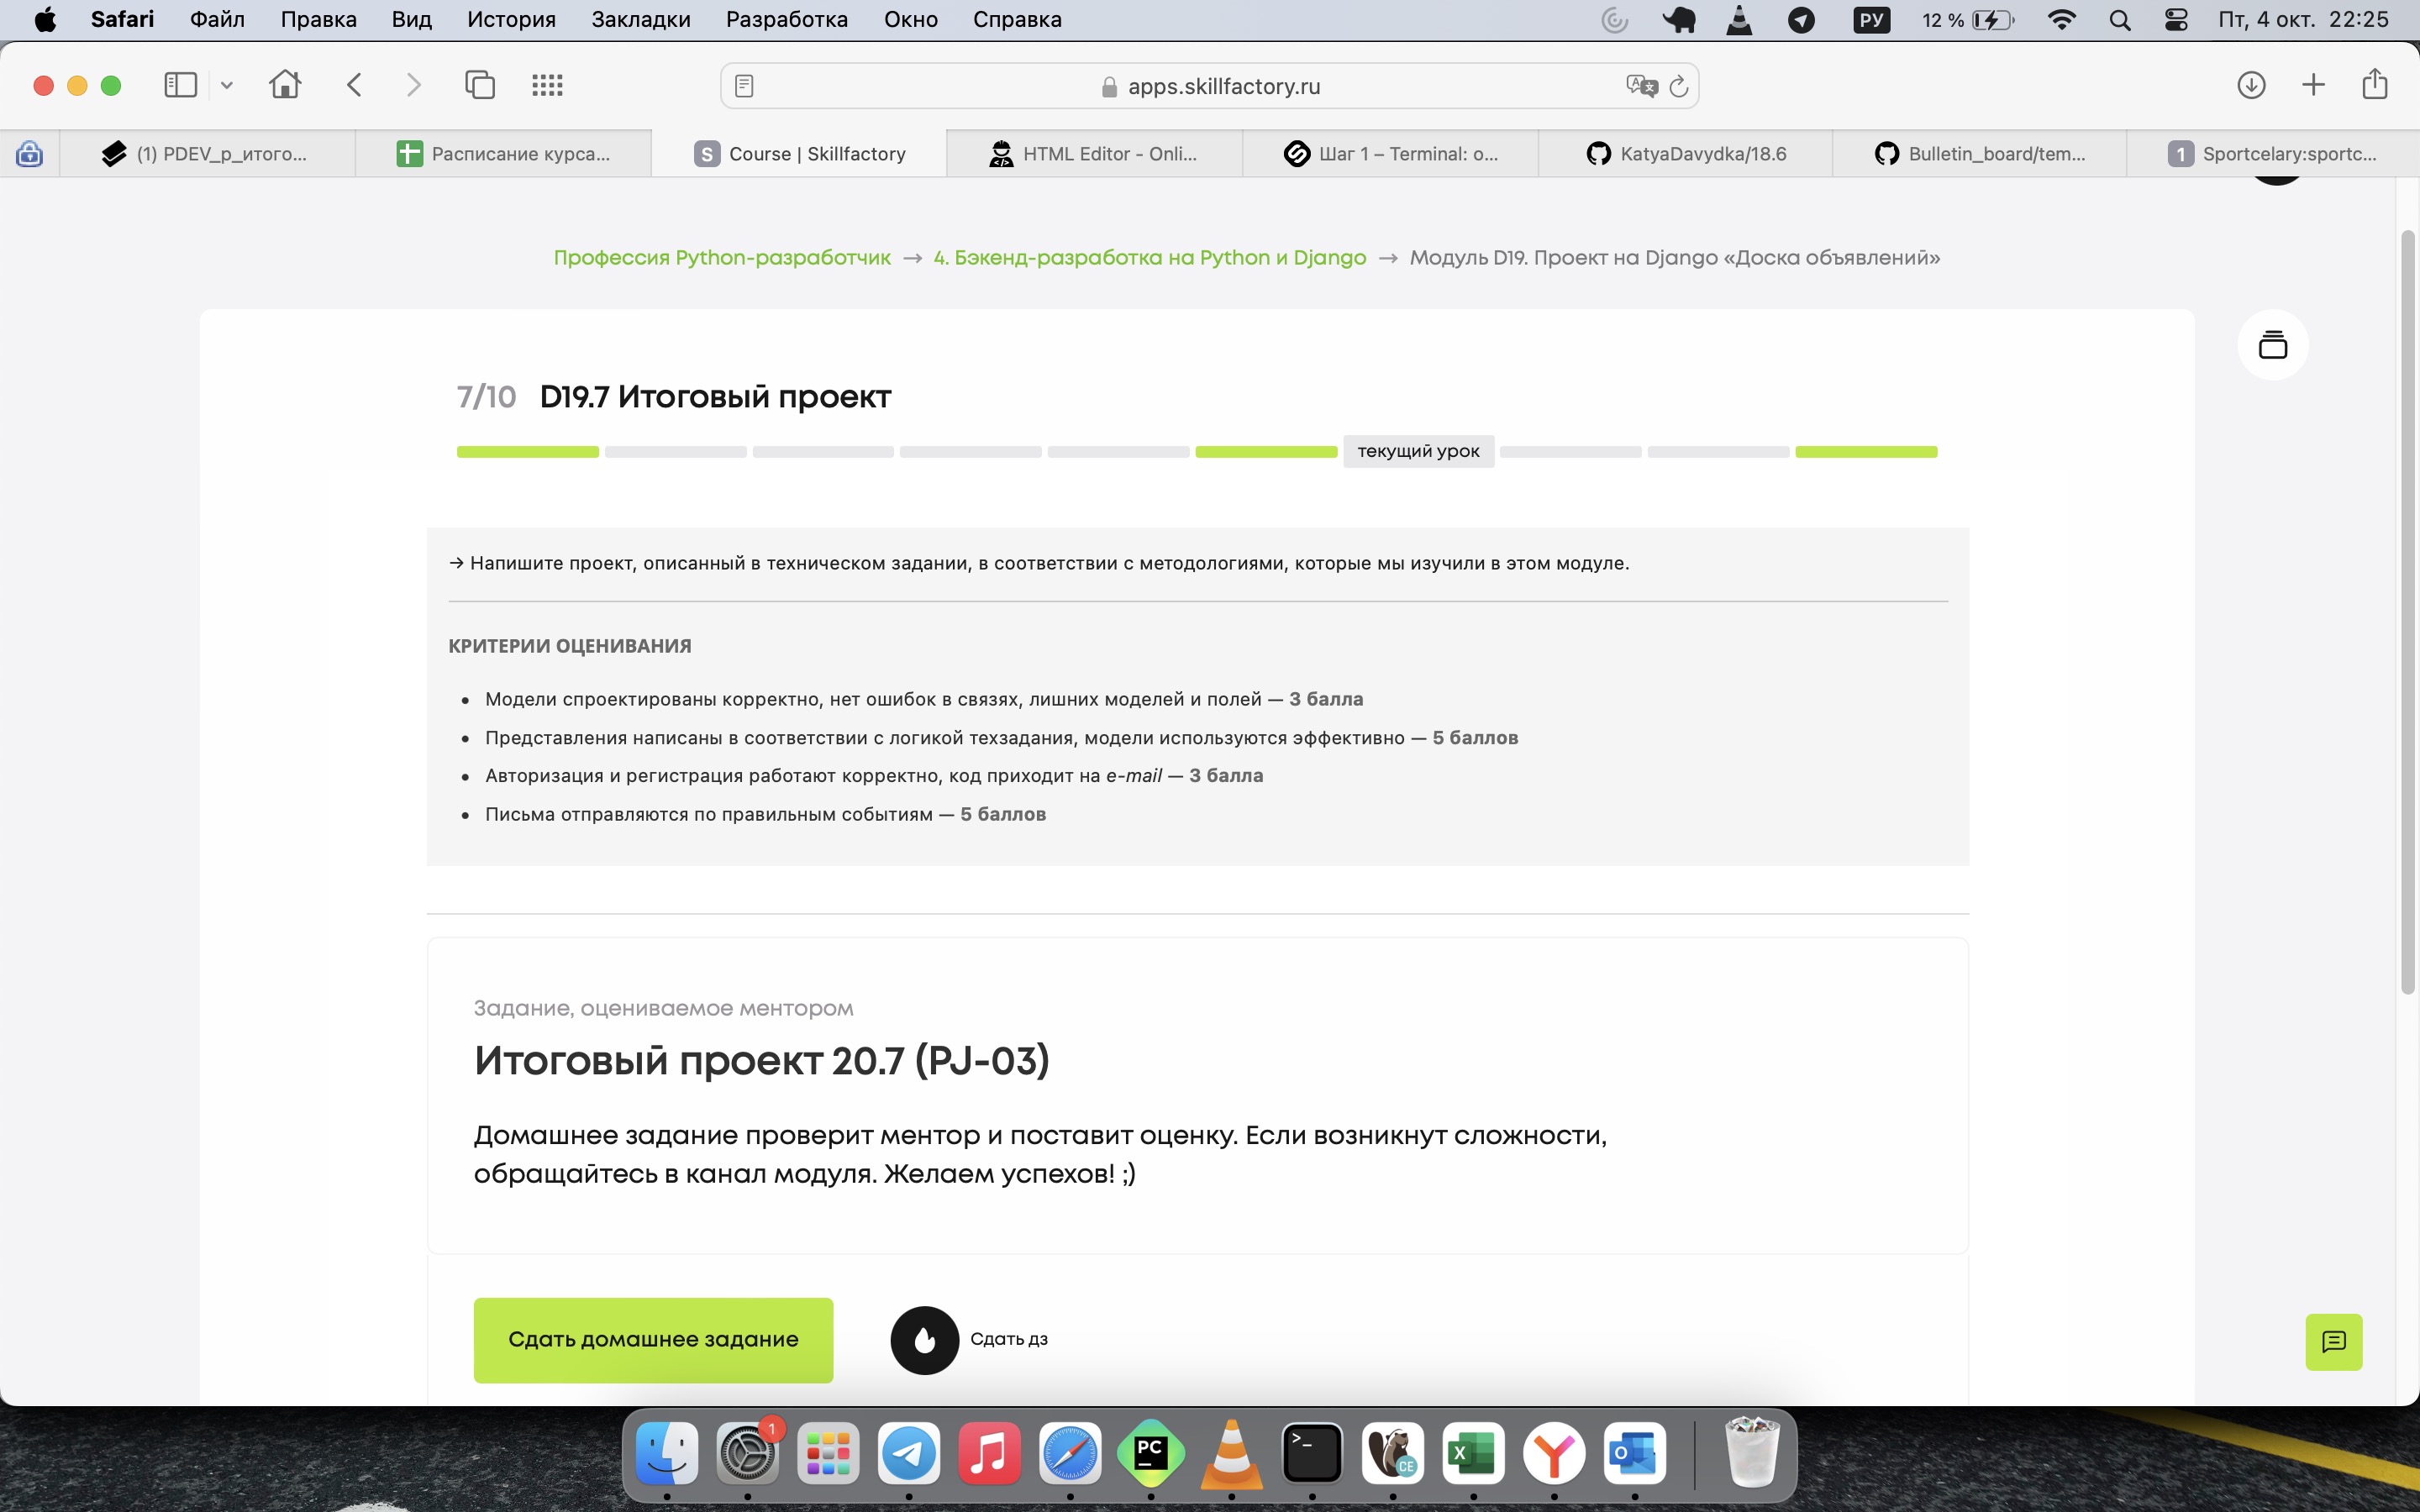 Safari Файл Правка Вид История Закладки Разработка Окно Справка РУ 12 % Пт, 4 окт. 22:25
apps.skillfactory.ru
(1) PDEV_p_итого... Расписание курса... S Course | Skillfactory HTML Editor - Onli... Шаг 1 – Terminal: o... KatyaDavydka/18.6 Bulletin_board/tem... 1 Sportcelary:sportc...
Профессия Python-разработчик → 4. Бэкенд-разработка на Python и Django → Модуль D19. Проект на Django «Доска объявлений»
7/10 D19.7 Итоговый проект
текущий урок
→ Напишите проект, описанный в техническом задании, в соответствии с методологиями, которые мы изучили в этом модуле.
КРИТЕРИИ ОЦЕНИВАНИЯ
• Модели спроектированы корректно, нет ошибок в связях, лишних моделей и полей — 3 балла
• Представления написаны в соответствии с логикой техзадания, модели используются эффективно — 5 баллов
• Авторизация и регистрация работают корректно, код приходит на e-mail — 3 балла
• Письма отправляются по правильным событиям — 5 баллов
Задание, оцениваемое ментором
Итоговый проект 20.7 (PJ-03)
Домашнее задание проверит ментор и поставит оценку. Если возникнут сложности,
обращайтесь в канал модуля. Желаем успехов! ;)
Сдать домашнее задание Сдать дз
1 PC >_ CE X O